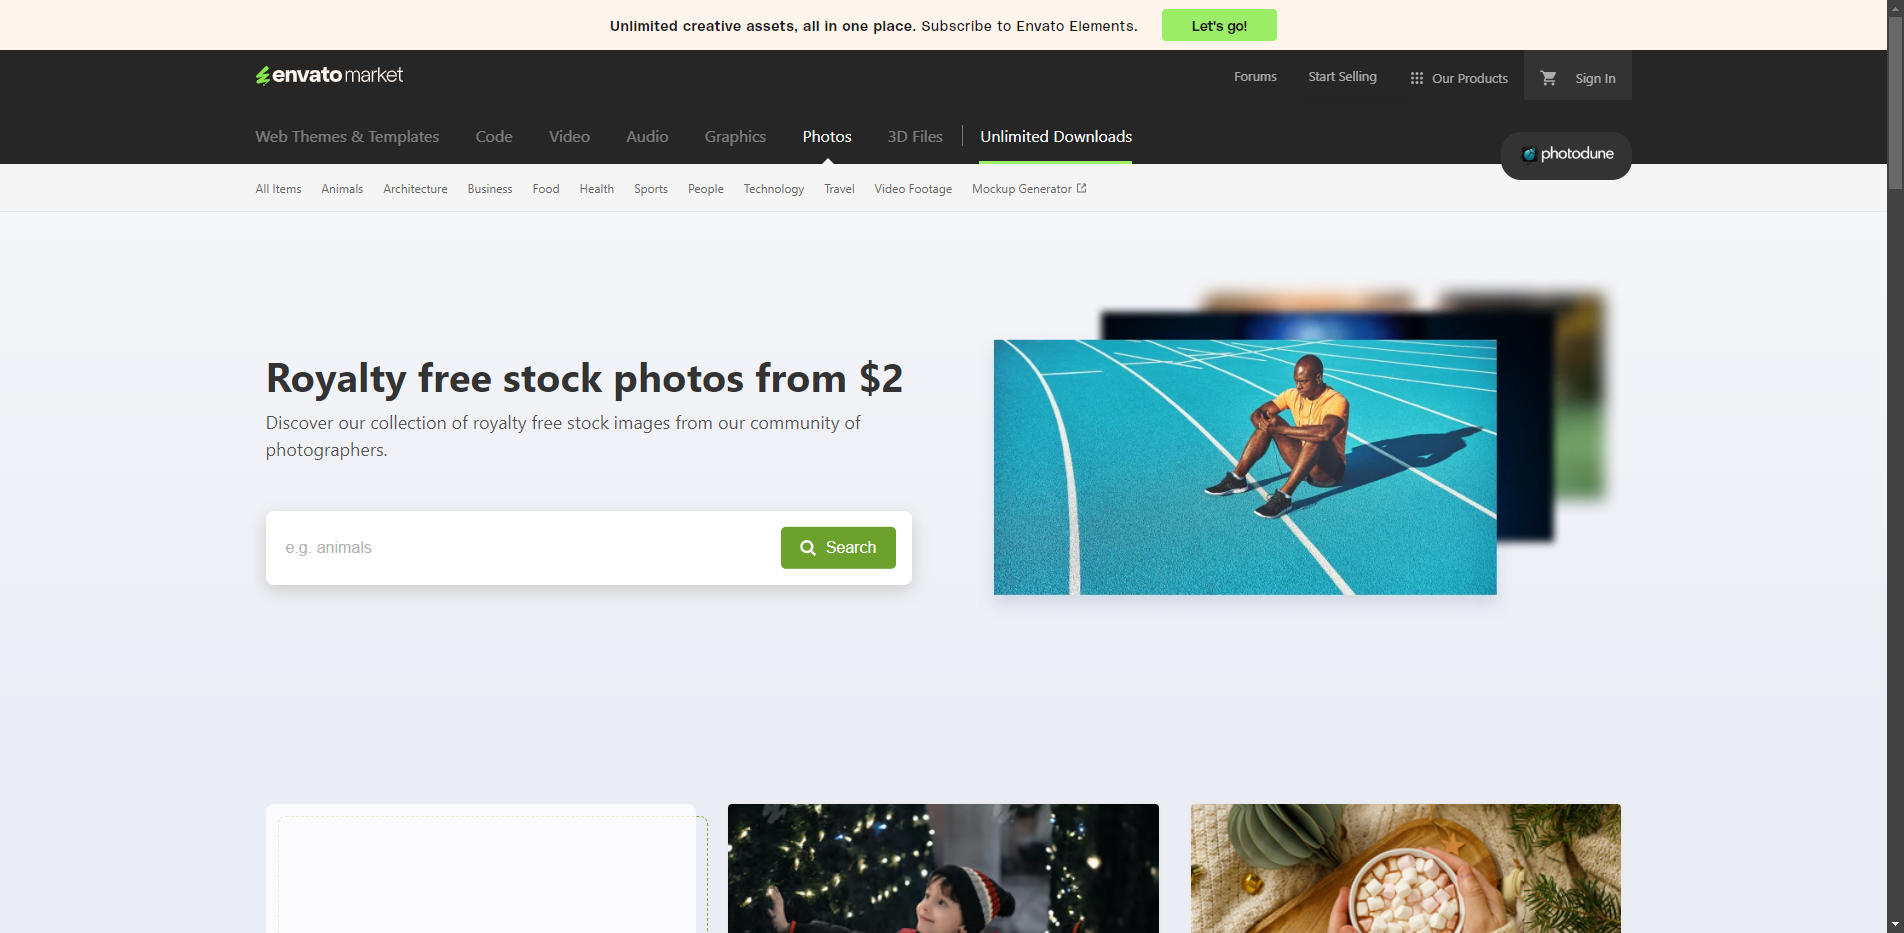 Unlimited creative assets, all in one place. Subscribe to Envato Elements.
Let's go!
envato market
Forums
Start Selling
Our Products
Sign In
Web Themes & Templates
Code
Video
Audio
Graphics
Photos
3D Files
Unlimited Downloads
photodune
All Items
Animals
Architecture
Business
Food
Health
Sports
People
Technology
Travel
Video Footage
Mockup Generator
Royalty free stock photos from $2
Discover our collection of royalty free stock images from our community of
photographers.
e.g. animals
Search